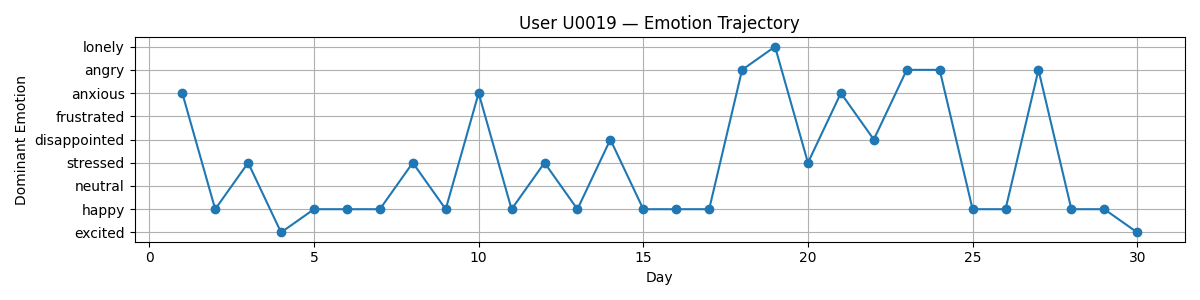 User U0019 — Emotion Trajectory
Dominant Emotion
lonely
angry
anxious
frustrated
disappointed
stressed
neutral
happy
excited
0 5 10 15 20 25 30
Day